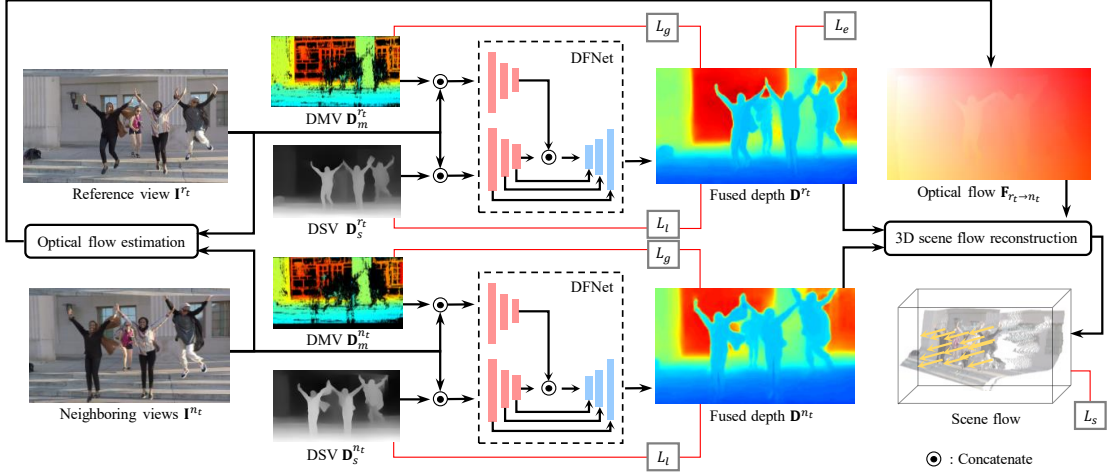 L_g
L_e
DFNet
DMV D_m^{r_t}
Reference view I^{r_t}
DSV D_s^{r_t}
Fused depth D^{r_t}
Optical flow F_{r_t→n_t}
L_l
Optical flow estimation
3D scene flow reconstruction
L_g
DFNet
DMV D_m^{n_t}
Neighboring views I^{n_t}
DSV D_s^{n_t}
Fused depth D^{n_t}
Scene flow
L_s
L_l
: Concatenate